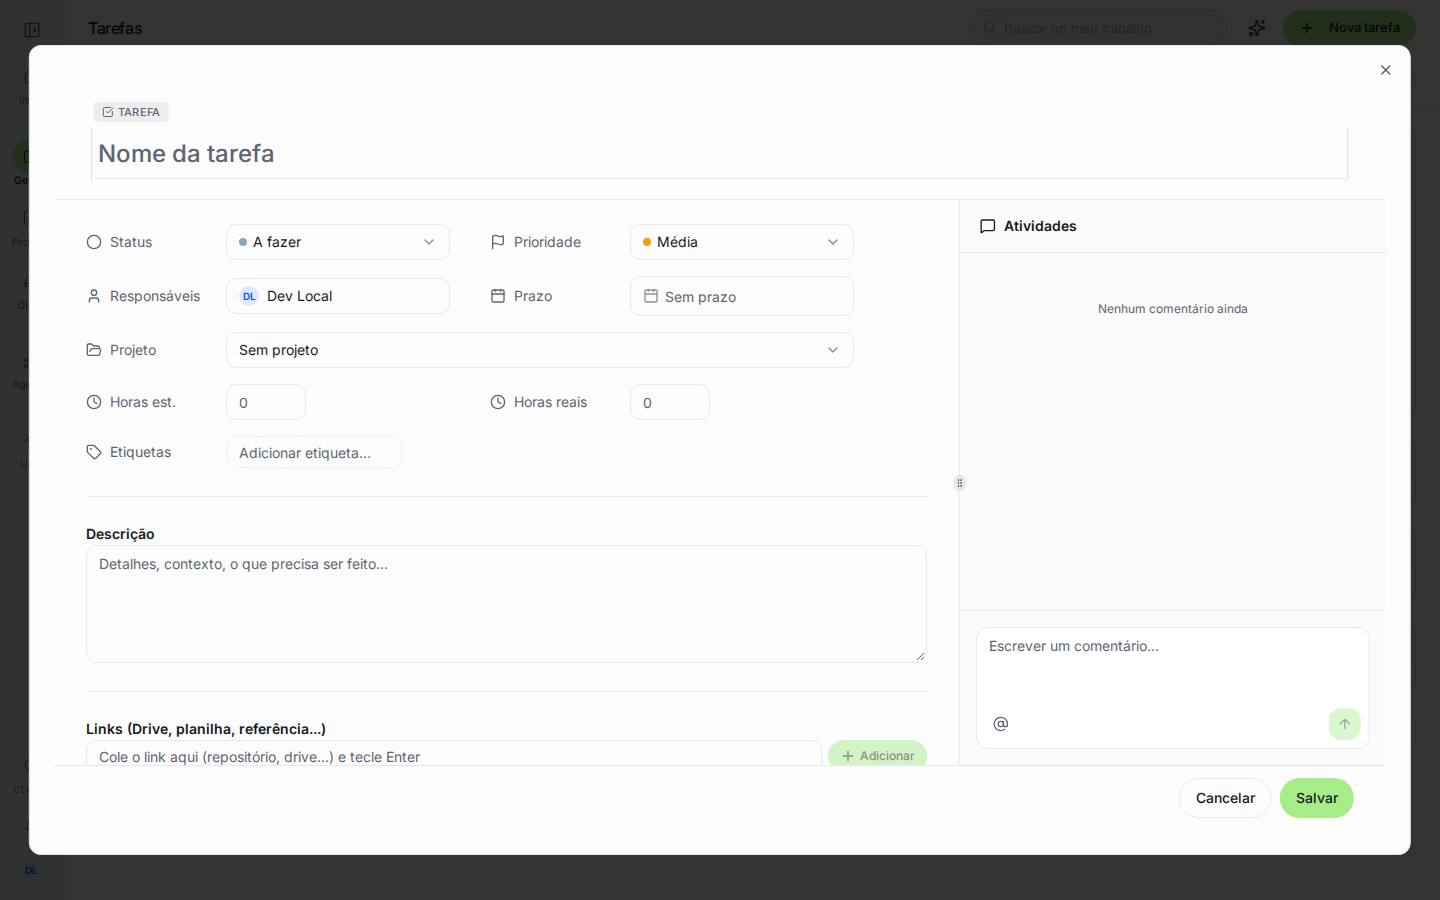 Tarefas
Buscar no meu trabalho
Nova tarefa
TAREFA
Nome da tarefa
Status
A fazer
Prioridade
Média
Responsáveis
DL Dev Local
Prazo
Sem prazo
Projeto
Sem projeto
Horas est.
0
Horas reais
0
Etiquetas
Adicionar etiqueta...
Descrição
Detalhes, contexto, o que precisa ser feito...
Links (Drive, planilha, referência...)
Cole o link aqui (repositório, drive...) e tecle Enter
Adicionar
Atividades
Nenhum comentário ainda
Escrever um comentário...
@
Cancelar
Salvar
DL